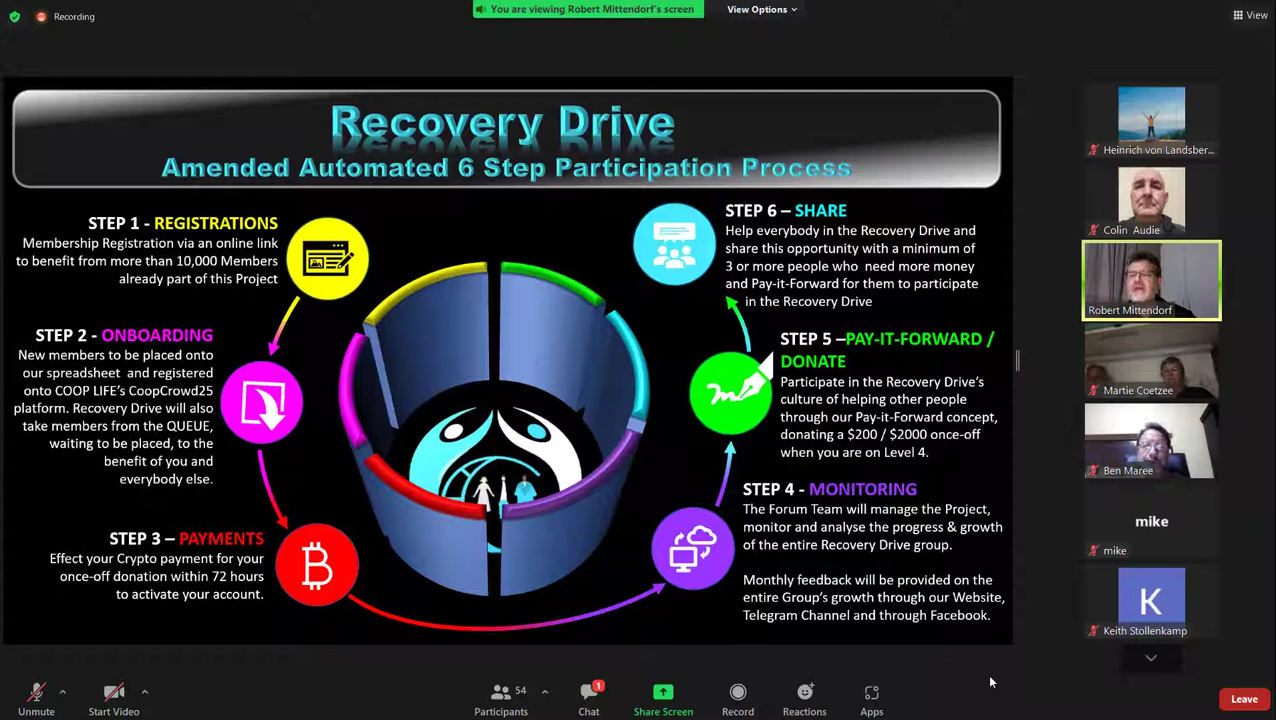 Recording
You are viewing Robert Mittendorf's screen
View Options
View
Recovery Drive
Amended Automated 6 Step Participation Process
STEP 1 - REGISTRATIONS
Membership Registration via an online link
to benefit from more than 10,000 Members
already part of this Project
STEP 2 - ONBOARDING
New members to be placed onto
our spreadsheet and registered
onto COOP LIFE's CoopCrowd25
platform. Recovery Drive will also
take members from the QUEUE,
waiting to be placed, to the
benefit of you and
everybody else.
STEP 3 – PAYMENTS
Effect your Crypto payment for your
once-off donation within 72 hours
to activate your account.
STEP 4 - MONITORING
The Forum Team will manage the Project,
monitor and analyse the progress & growth
of the entire Recovery Drive group.
Monthly feedback will be provided on the
entire Group's growth through our Website,
Telegram Channel and through Facebook.
STEP 5 –PAY-IT-FORWARD /
DONATE
Participate in the Recovery Drive's
culture of helping other people
through our Pay-it-Forward concept,
donating a $200 / $2000 once-off
when you are on Level 4.
STEP 6 – SHARE
Help everybody in the Recovery Drive and
share this opportunity with a minimum of
3 or more people who need more money
and Pay-it-Forward for them to participate
in the Recovery Drive
Heinrich von Landsber...
Colin Audie
Robert Mittendorf
Martie Coetzee
Ben Maree
mike
mike
K
Keith Stollenkamp
Unmute
Start Video
54
Participants
1
Chat
Share Screen
Record
Reactions
Apps
Leave